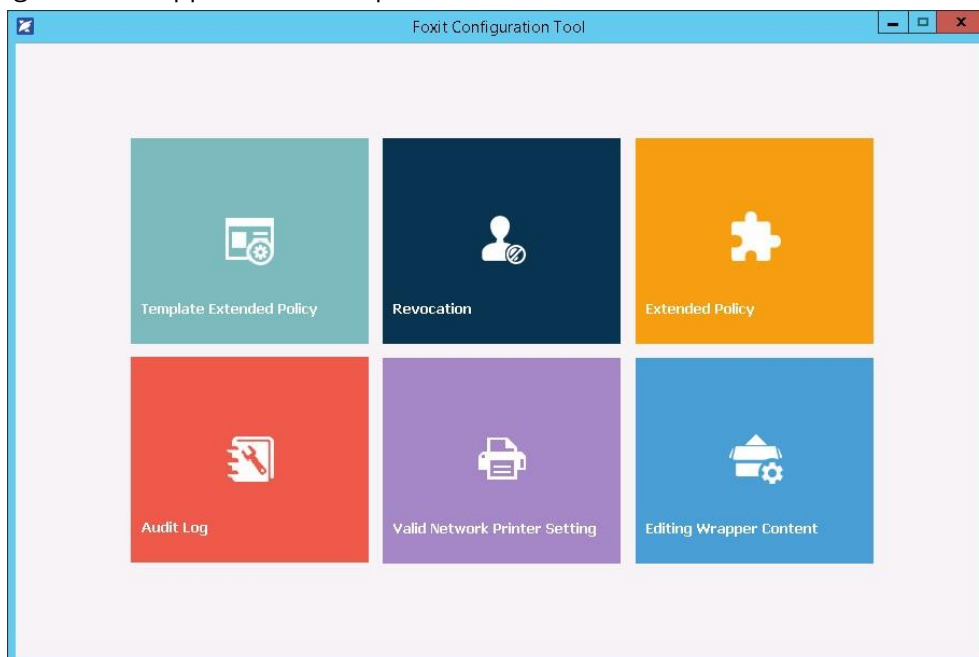 Foxit Configuration Tool
Template Extended Policy
Revocation
Extended Policy
Audit Log
Valid Network Printer Setting
Editing Wrapper Content